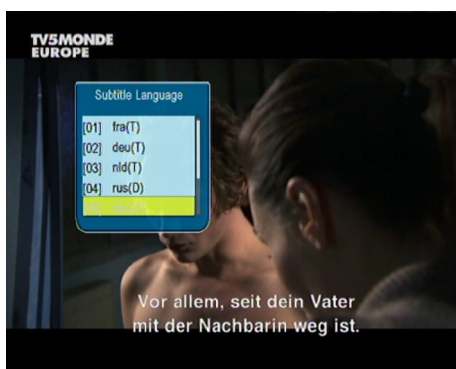 TV5MONDE
EUROPE
Subtitle Language
[01] fra(T)
[02] deu(T)
[03] nld(T)
[04] rus(D)
Vor allem, seit dein Vater
mit der Nachbarin weg ist.